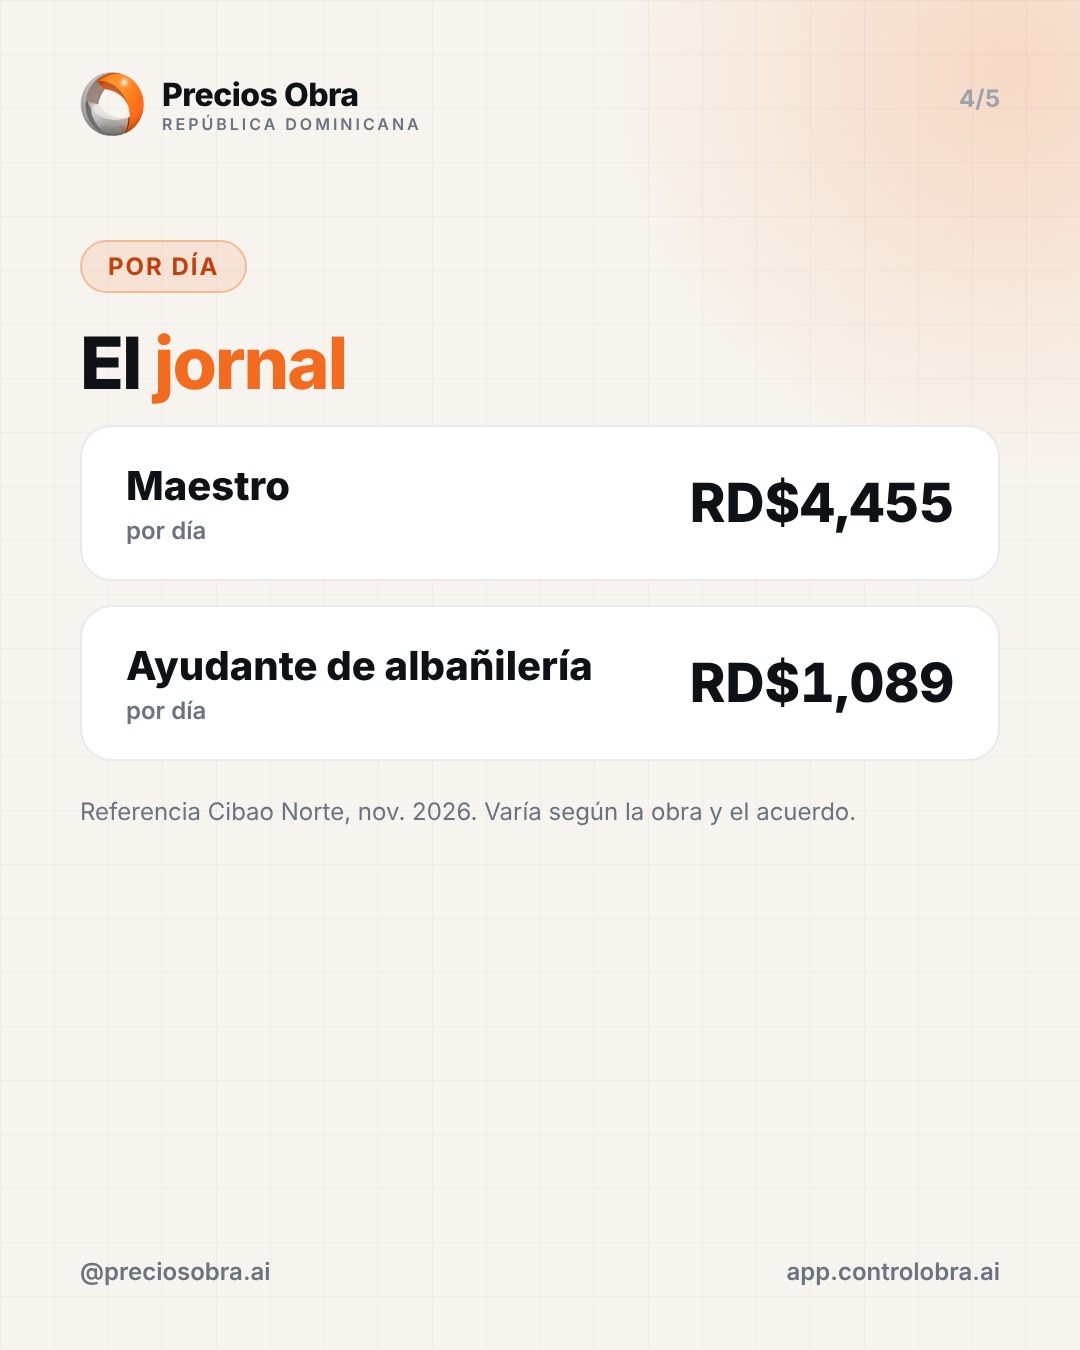 Precios Obra
REPÚBLICA DOMINICANA
4/5
POR DÍA
El jornal
Maestro
por día
RD$4,455
Ayudante de albañilería
por día
RD$1,089
Referencia Cibao Norte, nov. 2026. Varía según la obra y el acuerdo.
@preciosobra.ai
app.controlobra.ai